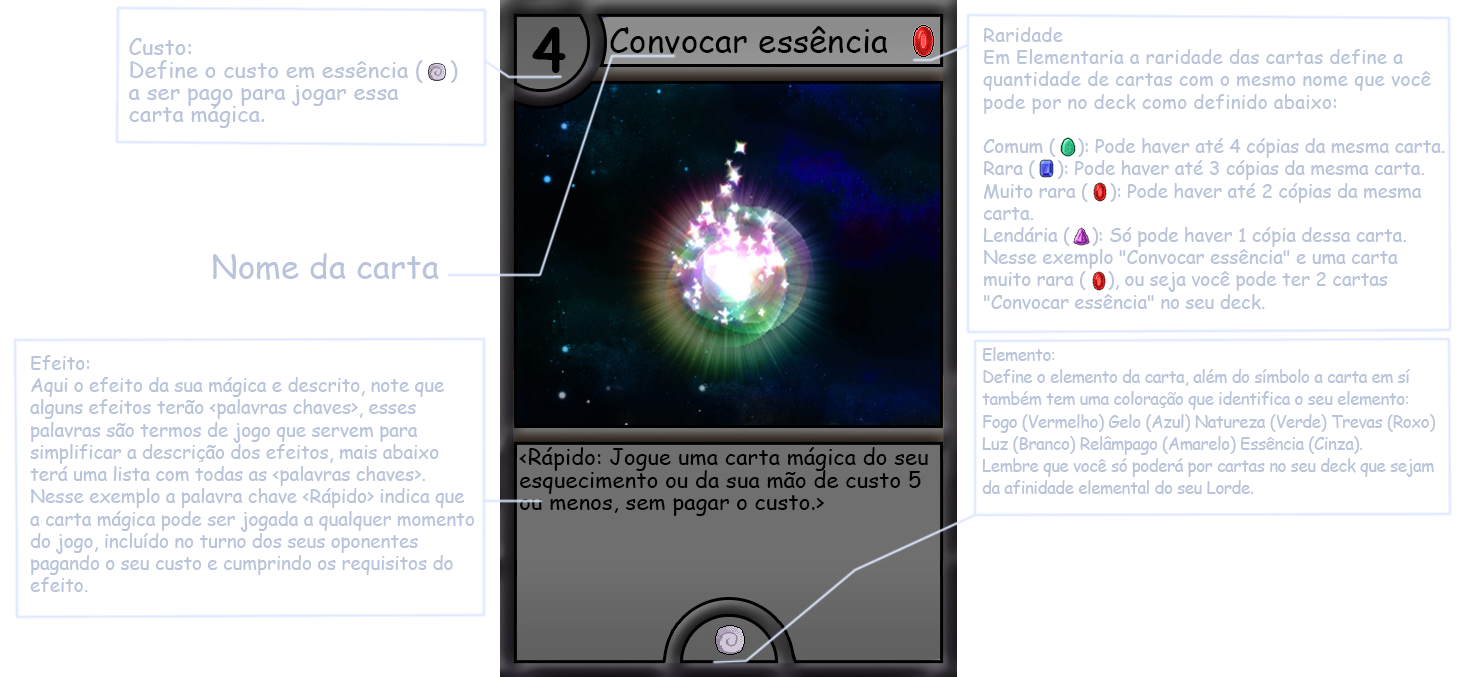 Custo:
Define o custo em essência ( )
a ser pago para jogar essa
carta mágica.
Nome da carta
Efeito:
Aqui o efeito da sua mágica e descrito, note que
alguns efeitos terão <palavras chaves>, esses
palavras são termos de jogo que servem para
simplificar a descrição dos efeitos, mais abaixo
terá uma lista com todas as <palavras chaves>.
Nesse exemplo a palavra chave <Rápido> indica que
a carta mágica pode ser jogada a qualquer momento
do jogo, incluído no turno dos seus oponentes
pagando o seu custo e cumprindo os requisitos do
efeito.
4
Convocar essência
<Rápido: Jogue uma carta mágica do seu
esquecimento ou da sua mão de custo 5
ou menos, sem pagar o custo.>
Raridade
Em Elementaria a raridade das cartas define a
quantidade de cartas com o mesmo nome que você
pode por no deck como definido abaixo:
Comum ( ): Pode haver até 4 cópias da mesma carta.
Rara ( ): Pode haver até 3 cópias da mesma carta.
Muito rara ( ): Pode haver até 2 cópias da mesma
carta.
Lendária ( ): Só pode haver 1 cópia dessa carta.
Nesse exemplo "Convocar essência" e uma carta
muito rara ( ), ou seja você pode ter 2 cartas
"Convocar essência" no seu deck.
Elemento:
Define o elemento da carta, além do símbolo a carta em sí
também tem uma coloração que identifica o seu elemento:
Fogo (Vermelho) Gelo (Azul) Natureza (Verde) Trevas (Roxo)
Luz (Branco) Relâmpago (Amarelo) Essência (Cinza).
Lembre que você só poderá por cartas no seu deck que sejam
da afinidade elemental do seu Lorde.